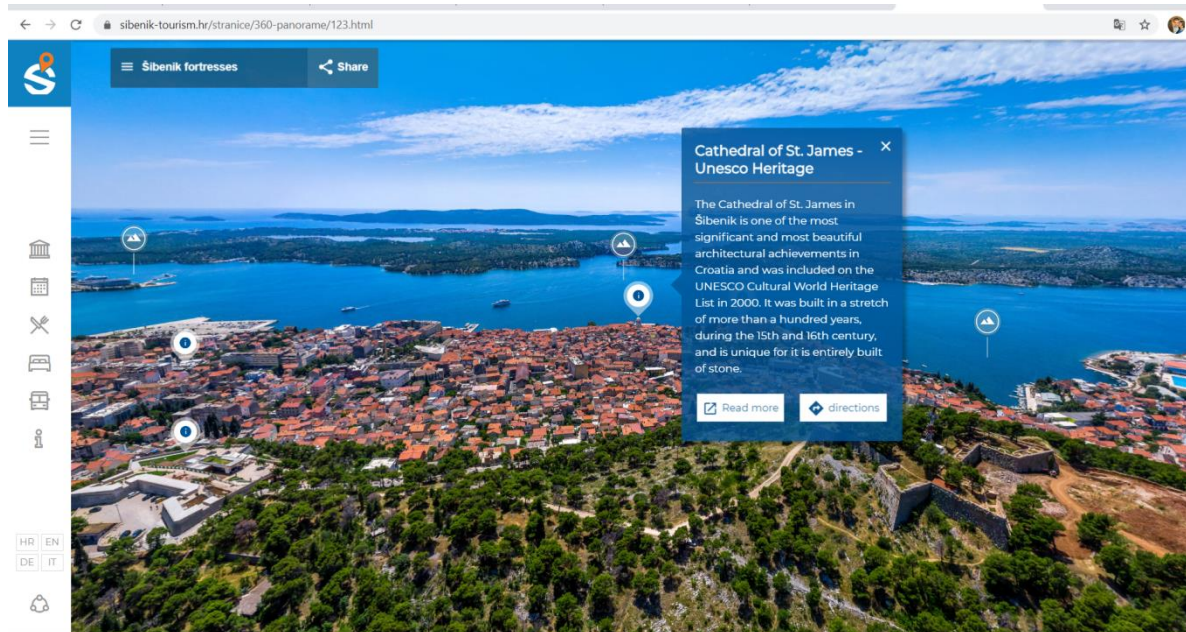 sibenik-tourism.hr/stranice/360-panorame/123.html
Šibenik fortresses
Share
Cathedral of St. James -
Unesco Heritage
The Cathedral of St. James in
Šibenik is one of the most
significant and most beautiful
architectural achievements in
Croatia and was included on the
UNESCO Cultural World Heritage
List in 2000. It was built in a stretch
of more than a hundred years,
during the 15th and 16th century,
and is unique for it is entirely built
of stone.
Read more
directions
HR EN
DE IT